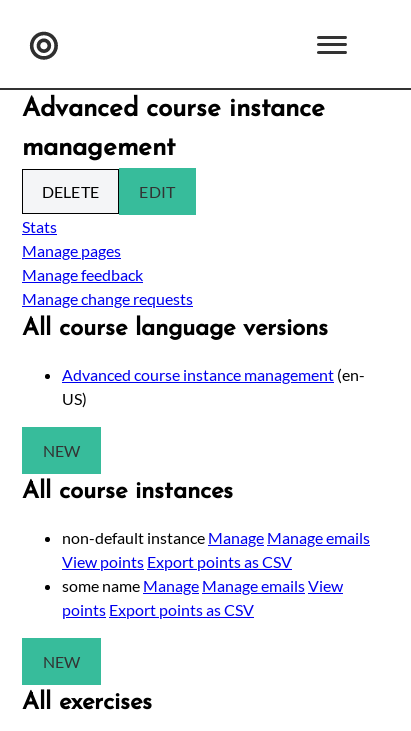 Advanced course instance
management
DELETE EDIT
Stats
Manage pages
Manage feedback
Manage change requests
All course language versions
Advanced course instance management (en-
US)
NEW
All course instances
non-default instance Manage Manage emails
View points Export points as CSV
some name Manage Manage emails View
points Export points as CSV
NEW
All exercises